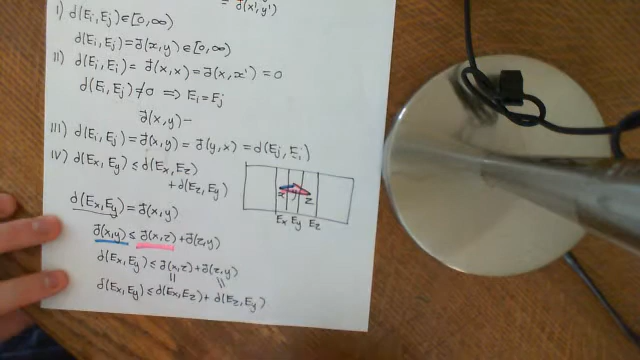 = d̃(x',y')
I) d(Ei,Ej) ∈ [0,∞)
d(Ei,Ej) = d̃(x,y) ∈ [0,∞)
II) d(Ei,Ei) = d̃(x,x) = d̃(x,x') = 0
d(Ei,Ej) ≠ 0 ⟹ Ei = Ej
d̃(x,y) –
III) d(Ei,Ej) = d̃(x,y) = d̃(y,x) = d(Ej,Ei)
IV) d(Ex,Ey) ≤ d(Ex,Ez)
+ d(Ez,Ey)
x y z
Ex Ey Ez
d(Ex,Ey) = d̃(x,y)
d̃(x,y) ≤ d̃(x,z) + d̃(z,y)
d(Ex,Ey) ≤ d̃(x,z) + d̃(z,y)
= =
d(Ex,Ey) ≤ d(Ex,Ez) + d(Ez,Ey)